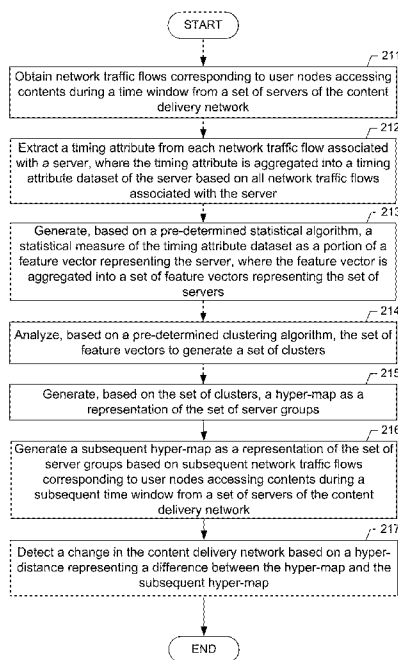 START
211
Obtain network traffic flows corresponding to user nodes accessing
contents during a time window from a set of servers of the content
delivery network
212
Extract a timing attribute from each network traffic flow associated
with a server, where the timing attribute is aggregated into a timing
attribute dataset of the server based on all network traffic flows
associated with the server
213
Generate, based on a pre-determined statistical algorithm, a
statistical measure of the timing attribute dataset as a portion of a
feature vector representing the server, where the feature vector
is aggregated into a set of feature vectors representing the set of
servers
214
Analyze, based on a pre-determined clustering algorithm, the set of
feature vectors to generate a set of clusters
215
Generate, based on the set of clusters, a hyper-map as a
representation of the set of server groups
216
Generate a subsequent hyper-map as a representation of the set of
server groups based on subsequent network traffic flows
corresponding to user nodes accessing contents during a
subsequent time window from a set of servers of the content
delivery network
217
Detect a change in the content delivery network based on a hyper-
distance representing a difference between the hyper-map and the
subsequent hyper-map
END